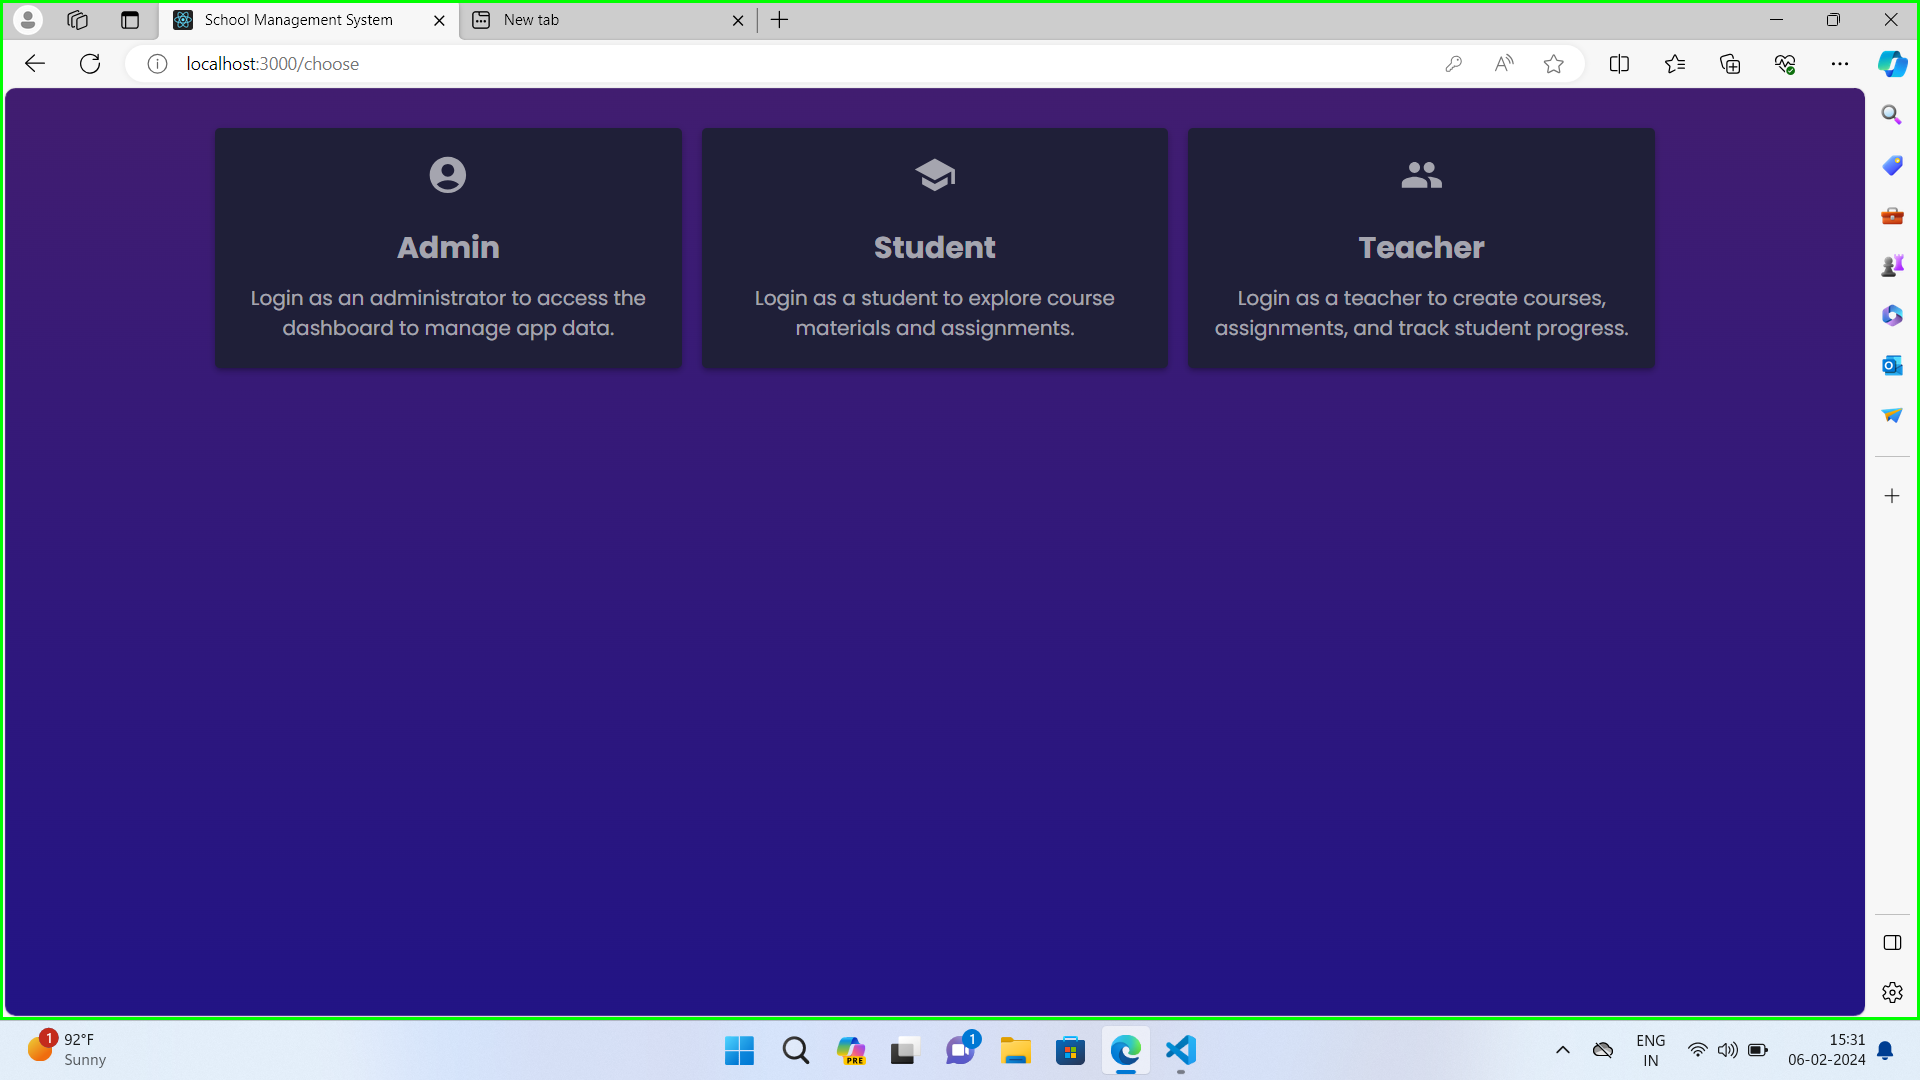 School Management System
New tab
localhost:3000/choose
Admin
Login as an administrator to access the
dashboard to manage app data.
Student
Login as a student to explore course
materials and assignments.
Teacher
Login as a teacher to create courses,
assignments, and track student progress.
1
92°F
Sunny
PRE
1
ENG
IN
15:31
06-02-2024